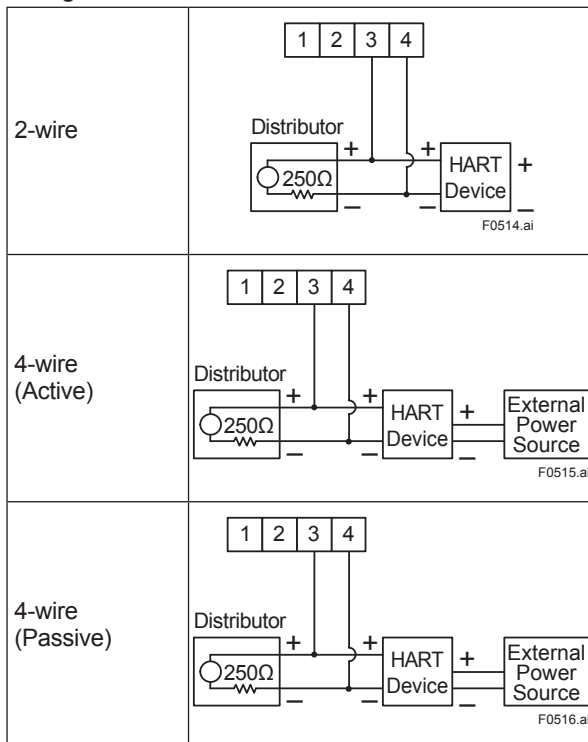 1 2 3 4
2-wire
Distributor
+ + HART +
250Ω Device
– – –
F0514.ai
1 2 3 4
4-wire
(Active)
Distributor
+ + HART + External
250Ω Device Power
– – – Source
F0515.ai
1 2 3 4
4-wire
(Passive)
Distributor
+ + HART + External
250Ω Device Power
– – – Source
F0516.ai